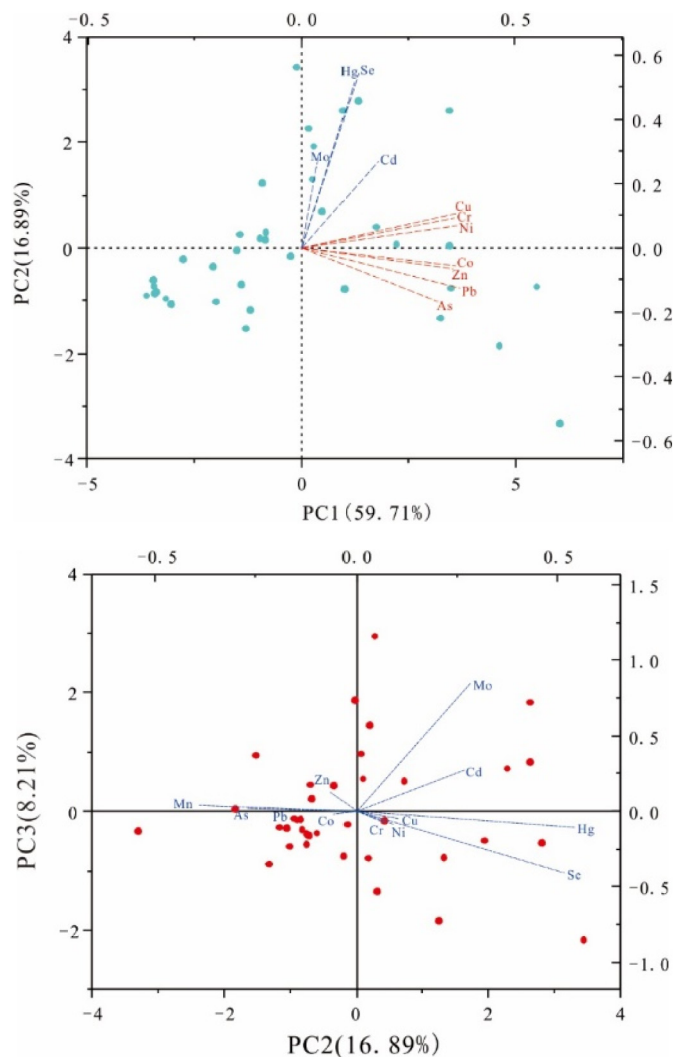 -0.5 0.0 0.5
4 0.6
Hg Se
0.4
2
Mo Cd
0.2
Cu
Cr
Ni
0 0.0
Co
Zn
Pb
As
-0.2
-2
-0.4
-0.6
-4
-5 0 5
PC2(16.89%)
PC1(59.71%)
-0.5 0.0 0.5
4 1.5
1.0
Mo
2
0.5
Cd
Zn
Mn
0 0.0
As Pb Co Cu Hg
Cr Ni
Se
-0.5
-2
-1.0
-4 -2 0 2 4
PC3(8.21%)
PC2(16.89%)